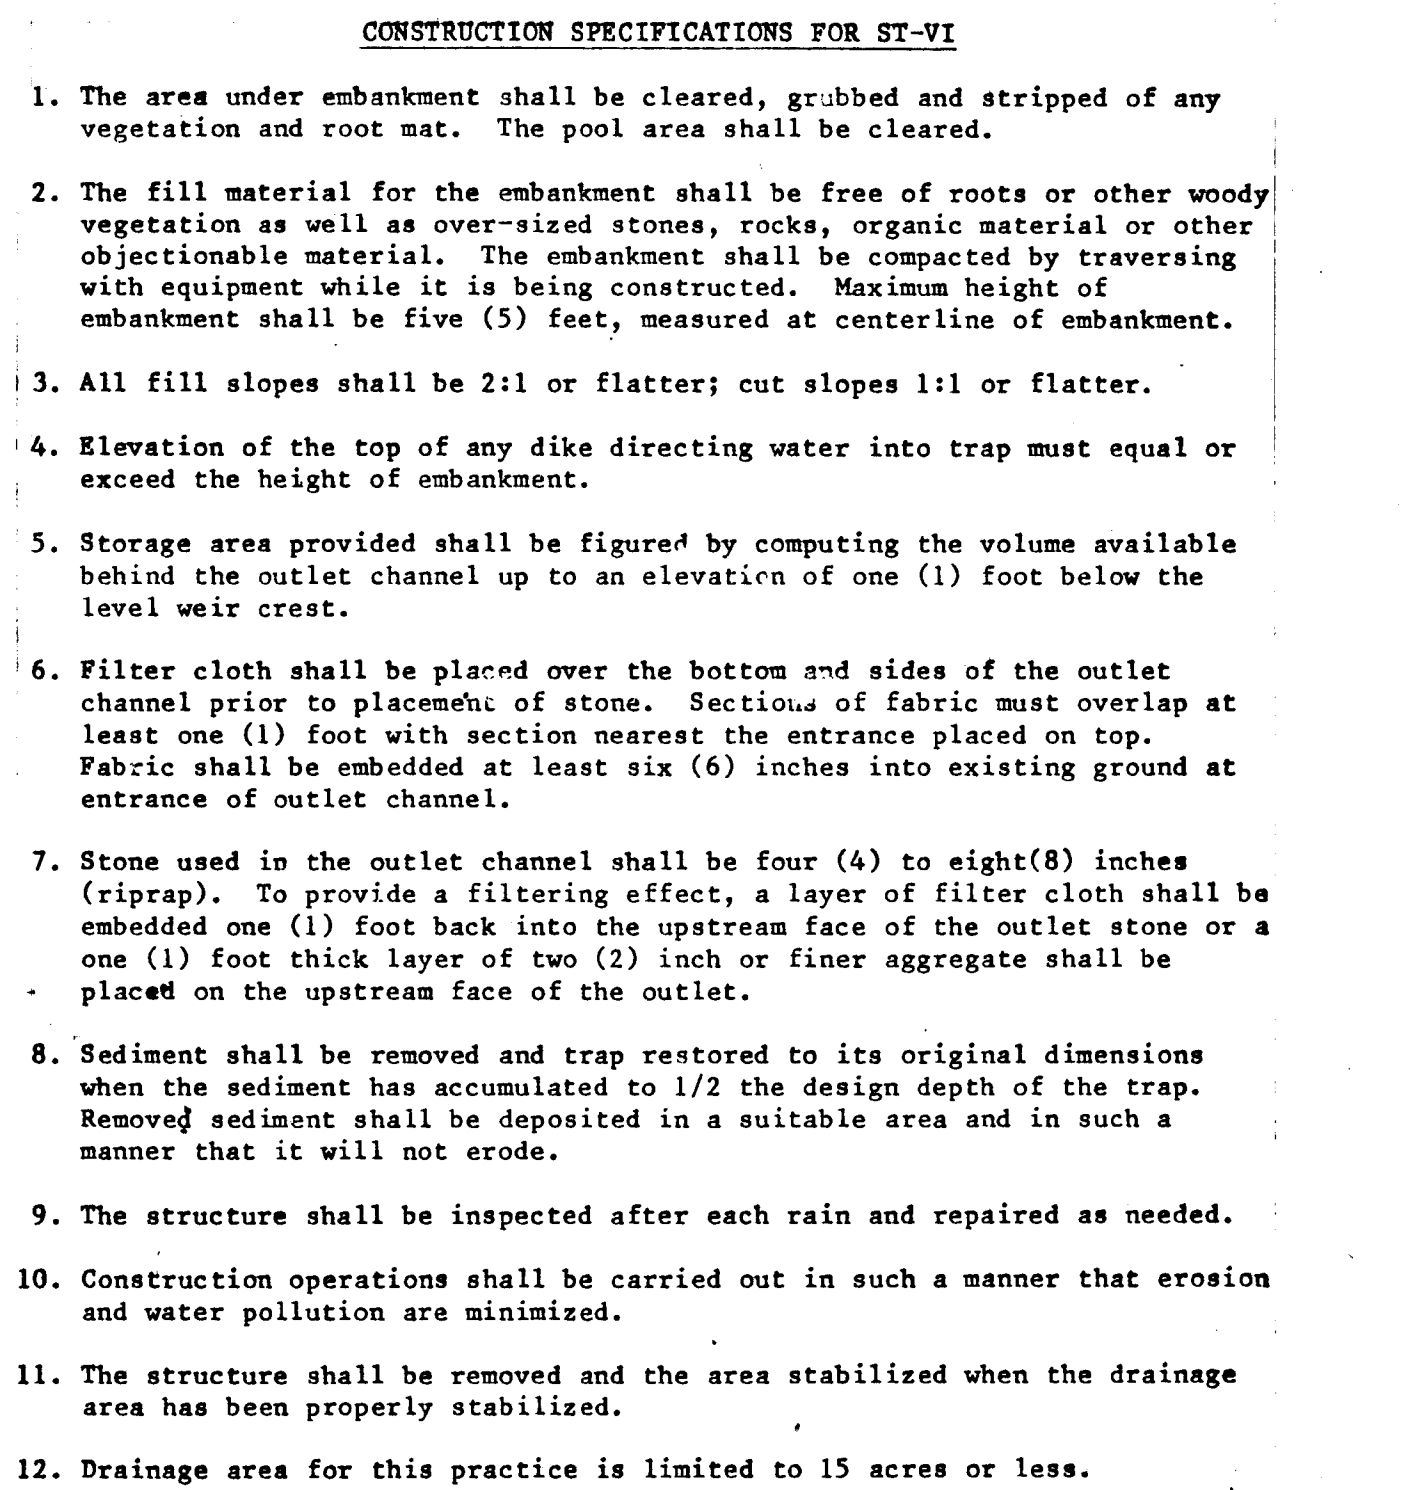 CONSTRUCTION SPECIFICATIONS FOR ST-VI
1. The area under embankment shall be cleared, grubbed and stripped of any
vegetation and root mat. The pool area shall be cleared.
2. The fill material for the embankment shall be free of roots or other woody
vegetation as well as over-sized stones, rocks, organic material or other
objectionable material. The embankment shall be compacted by traversing
with equipment while it is being constructed. Maximum height of
embankment shall be five (5) feet, measured at centerline of embankment.
3. All fill slopes shall be 2:1 or flatter; cut slopes 1:1 or flatter.
4. Elevation of the top of any dike directing water into trap must equal or
exceed the height of embankment.
5. Storage area provided shall be figured by computing the volume available
behind the outlet channel up to an elevation of one (1) foot below the
level weir crest.
6. Filter cloth shall be placed over the bottom and sides of the outlet
channel prior to placement of stone. Sections of fabric must overlap at
least one (1) foot with section nearest the entrance placed on top.
Fabric shall be embedded at least six (6) inches into existing ground at
entrance of outlet channel.
7. Stone used in the outlet channel shall be four (4) to eight(8) inches
(riprap). To provide a filtering effect, a layer of filter cloth shall be
embedded one (1) foot back into the upstream face of the outlet stone or a
one (1) foot thick layer of two (2) inch or finer aggregate shall be
placed on the upstream face of the outlet.
8. Sediment shall be removed and trap restored to its original dimensions
when the sediment has accumulated to 1/2 the design depth of the trap.
Removed sediment shall be deposited in a suitable area and in such a
manner that it will not erode.
9. The structure shall be inspected after each rain and repaired as needed.
10. Construction operations shall be carried out in such a manner that erosion
and water pollution are minimized.
11. The structure shall be removed and the area stabilized when the drainage
area has been properly stabilized.
12. Drainage area for this practice is limited to 15 acres or less.